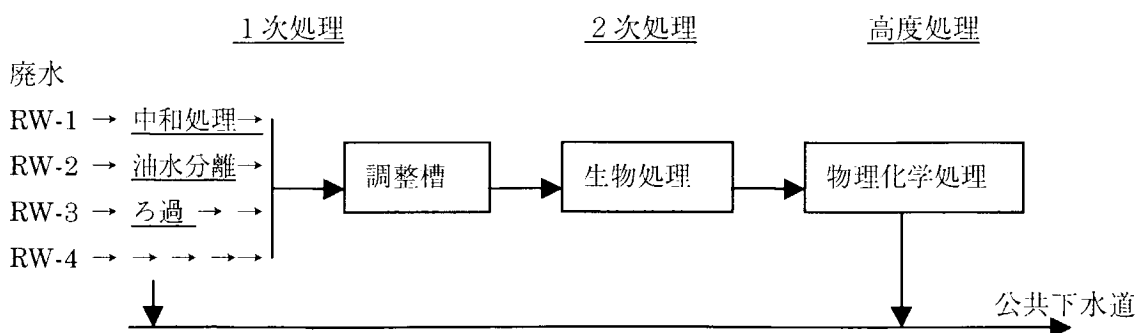 1次処理 2次処理 高度処理
廃水
RW-1 → 中和処理→
RW-2 → 油水分離→
RW-3 → ろ過 → →
RW-4 → → → → →
調整槽 生物処理 物理化学処理
公共下水道